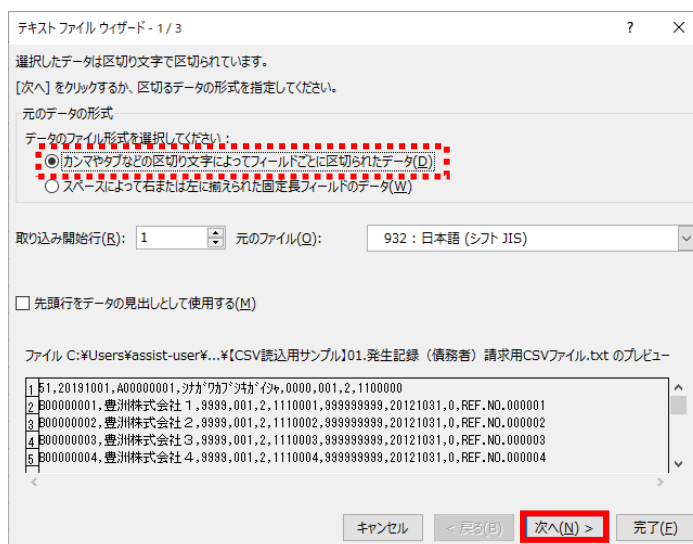 テキスト ファイル ウィザード - 1 / 3 ? ×
選択したデータは区切り文字で区切られています。
[次へ] をクリックするか、区切るデータの形式を指定してください。
元のデータの形式
データのファイル形式を選択してください：
カンマやタブなどの区切り文字によってフィールドごとに区切られたデータ(D)
スペースによって右または左に揃えられた固定長フィールドのデータ(W)
取り込み開始行(R): 1 元のファイル(O): 932 : 日本語 (シフト JIS)
先頭行をデータの見出しとして使用する(M)
ファイル C:¥Users¥assist-user¥...¥【CSV読込用サンプル】01.発生記録（債務者）請求用CSVファイル.txt のプレビュー
1 51,20191001,A00000001,ｼﾅｶﾞﾜｶﾌﾞｼｷｶﾞｲｼｬ,0000,001,2,1100000
2 B00000001,豊洲株式会社１,9999,001,2,1110001,999999999,20121031,0,REF.NO.000001
3 B00000002,豊洲株式会社２,9999,001,2,1110002,999999999,20121031,0,REF.NO.000002
4 B00000003,豊洲株式会社３,9999,001,2,1110003,999999999,20121031,0,REF.NO.000003
5 B00000004,豊洲株式会社４,9999,001,2,1110004,999999999,20121031,0,REF.NO.000004
キャンセル < 戻る(B) 次へ(N) > 完了(F)